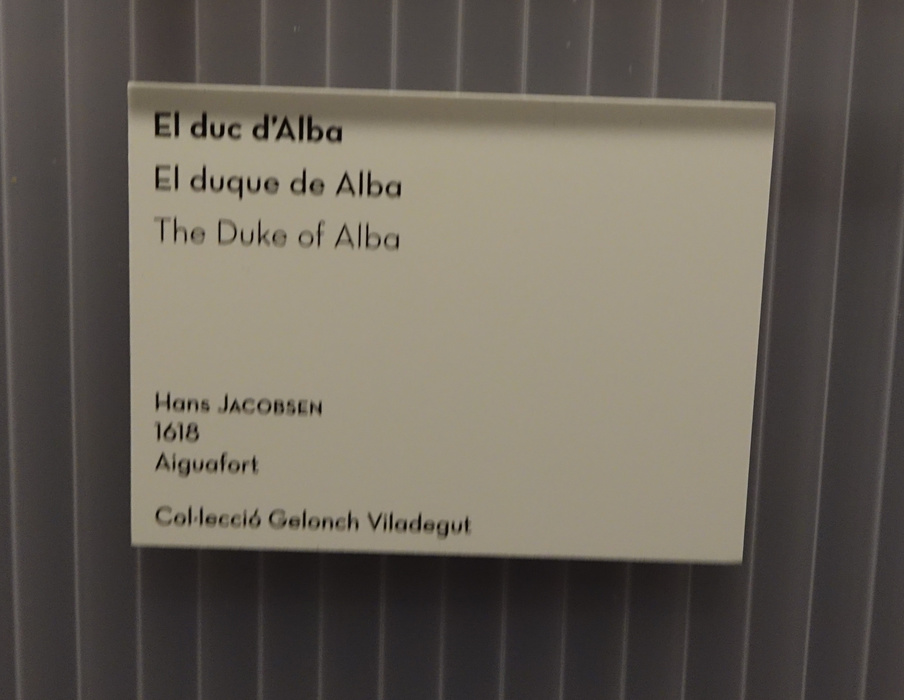 El duc d'Alba
El duque de Alba
The Duke of Alba
Hans JACOBSEN
1618
Aiguafort
Col·lecció Gelonch Viladegut